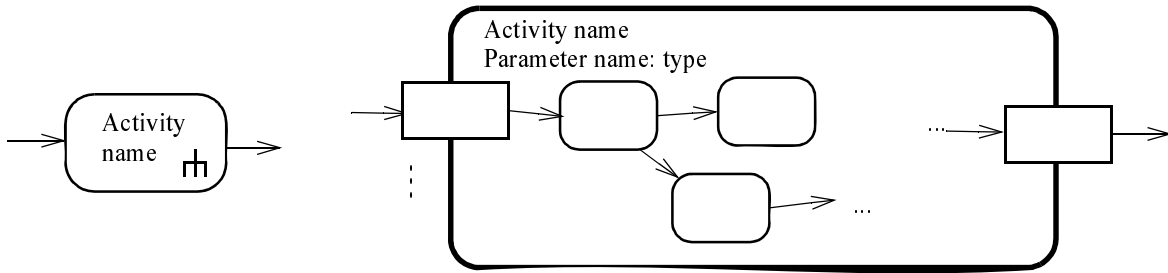 Activity name
Parameter name: type
Activity
name
...
...